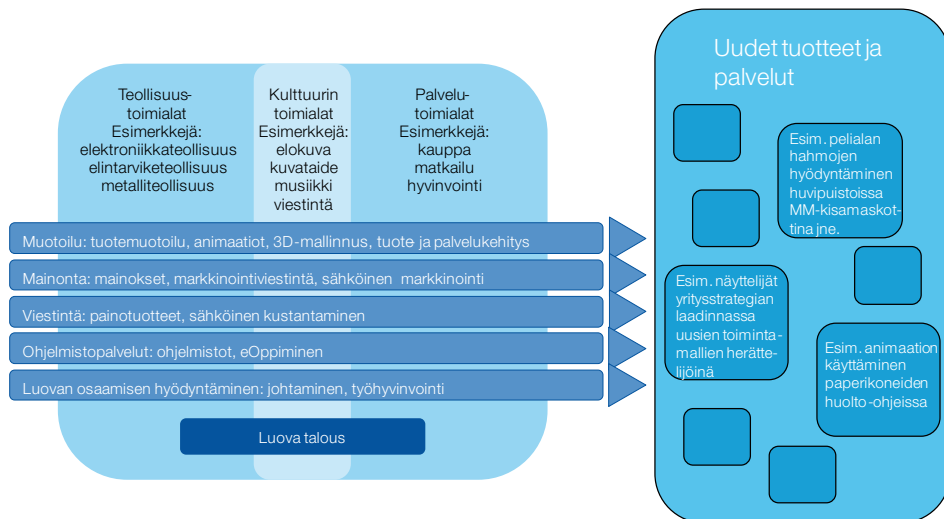 Teollisuus-
toimialat
Esimerkkejä:
elektroniikkateollisuus
elintarviketeollisuus
metalliteollisuus
Kulttuurin
toimialat
Esimerkkejä:
elokuva
kuvataide
musiikki
viestintä
Palvelu-
toimialat
Esimerkkejä:
kauppa
matkailu
hyvinvointi
Muotoilu: tuotemuotoilu, animaatiot, 3D-mallinnus, tuote- ja palvelukehitys
Mainonta: mainokset, markkinointiviestintä, sähköinen markkinointi
Viestintä: painotuotteet, sähköinen kustantaminen
Ohjelmistopalvelut: ohjelmistot, eOppiminen
Luovan osaamisen hyödyntäminen: johtaminen, työhyvinvointi
Luova talous
Uudet tuotteet ja
palvelut
Esim. pelialan
hahmojen
hyödyntäminen
huvipuistoissa
MM-kisamaskot-
tina jne.
Esim. näyttelijät
yritysstrategian
laadinnassa
uusien toiminta-
mallien heräte-
lijöinä
Esim. animaation
käyttäminen
paperikoneiden
huolto-ohjeissa